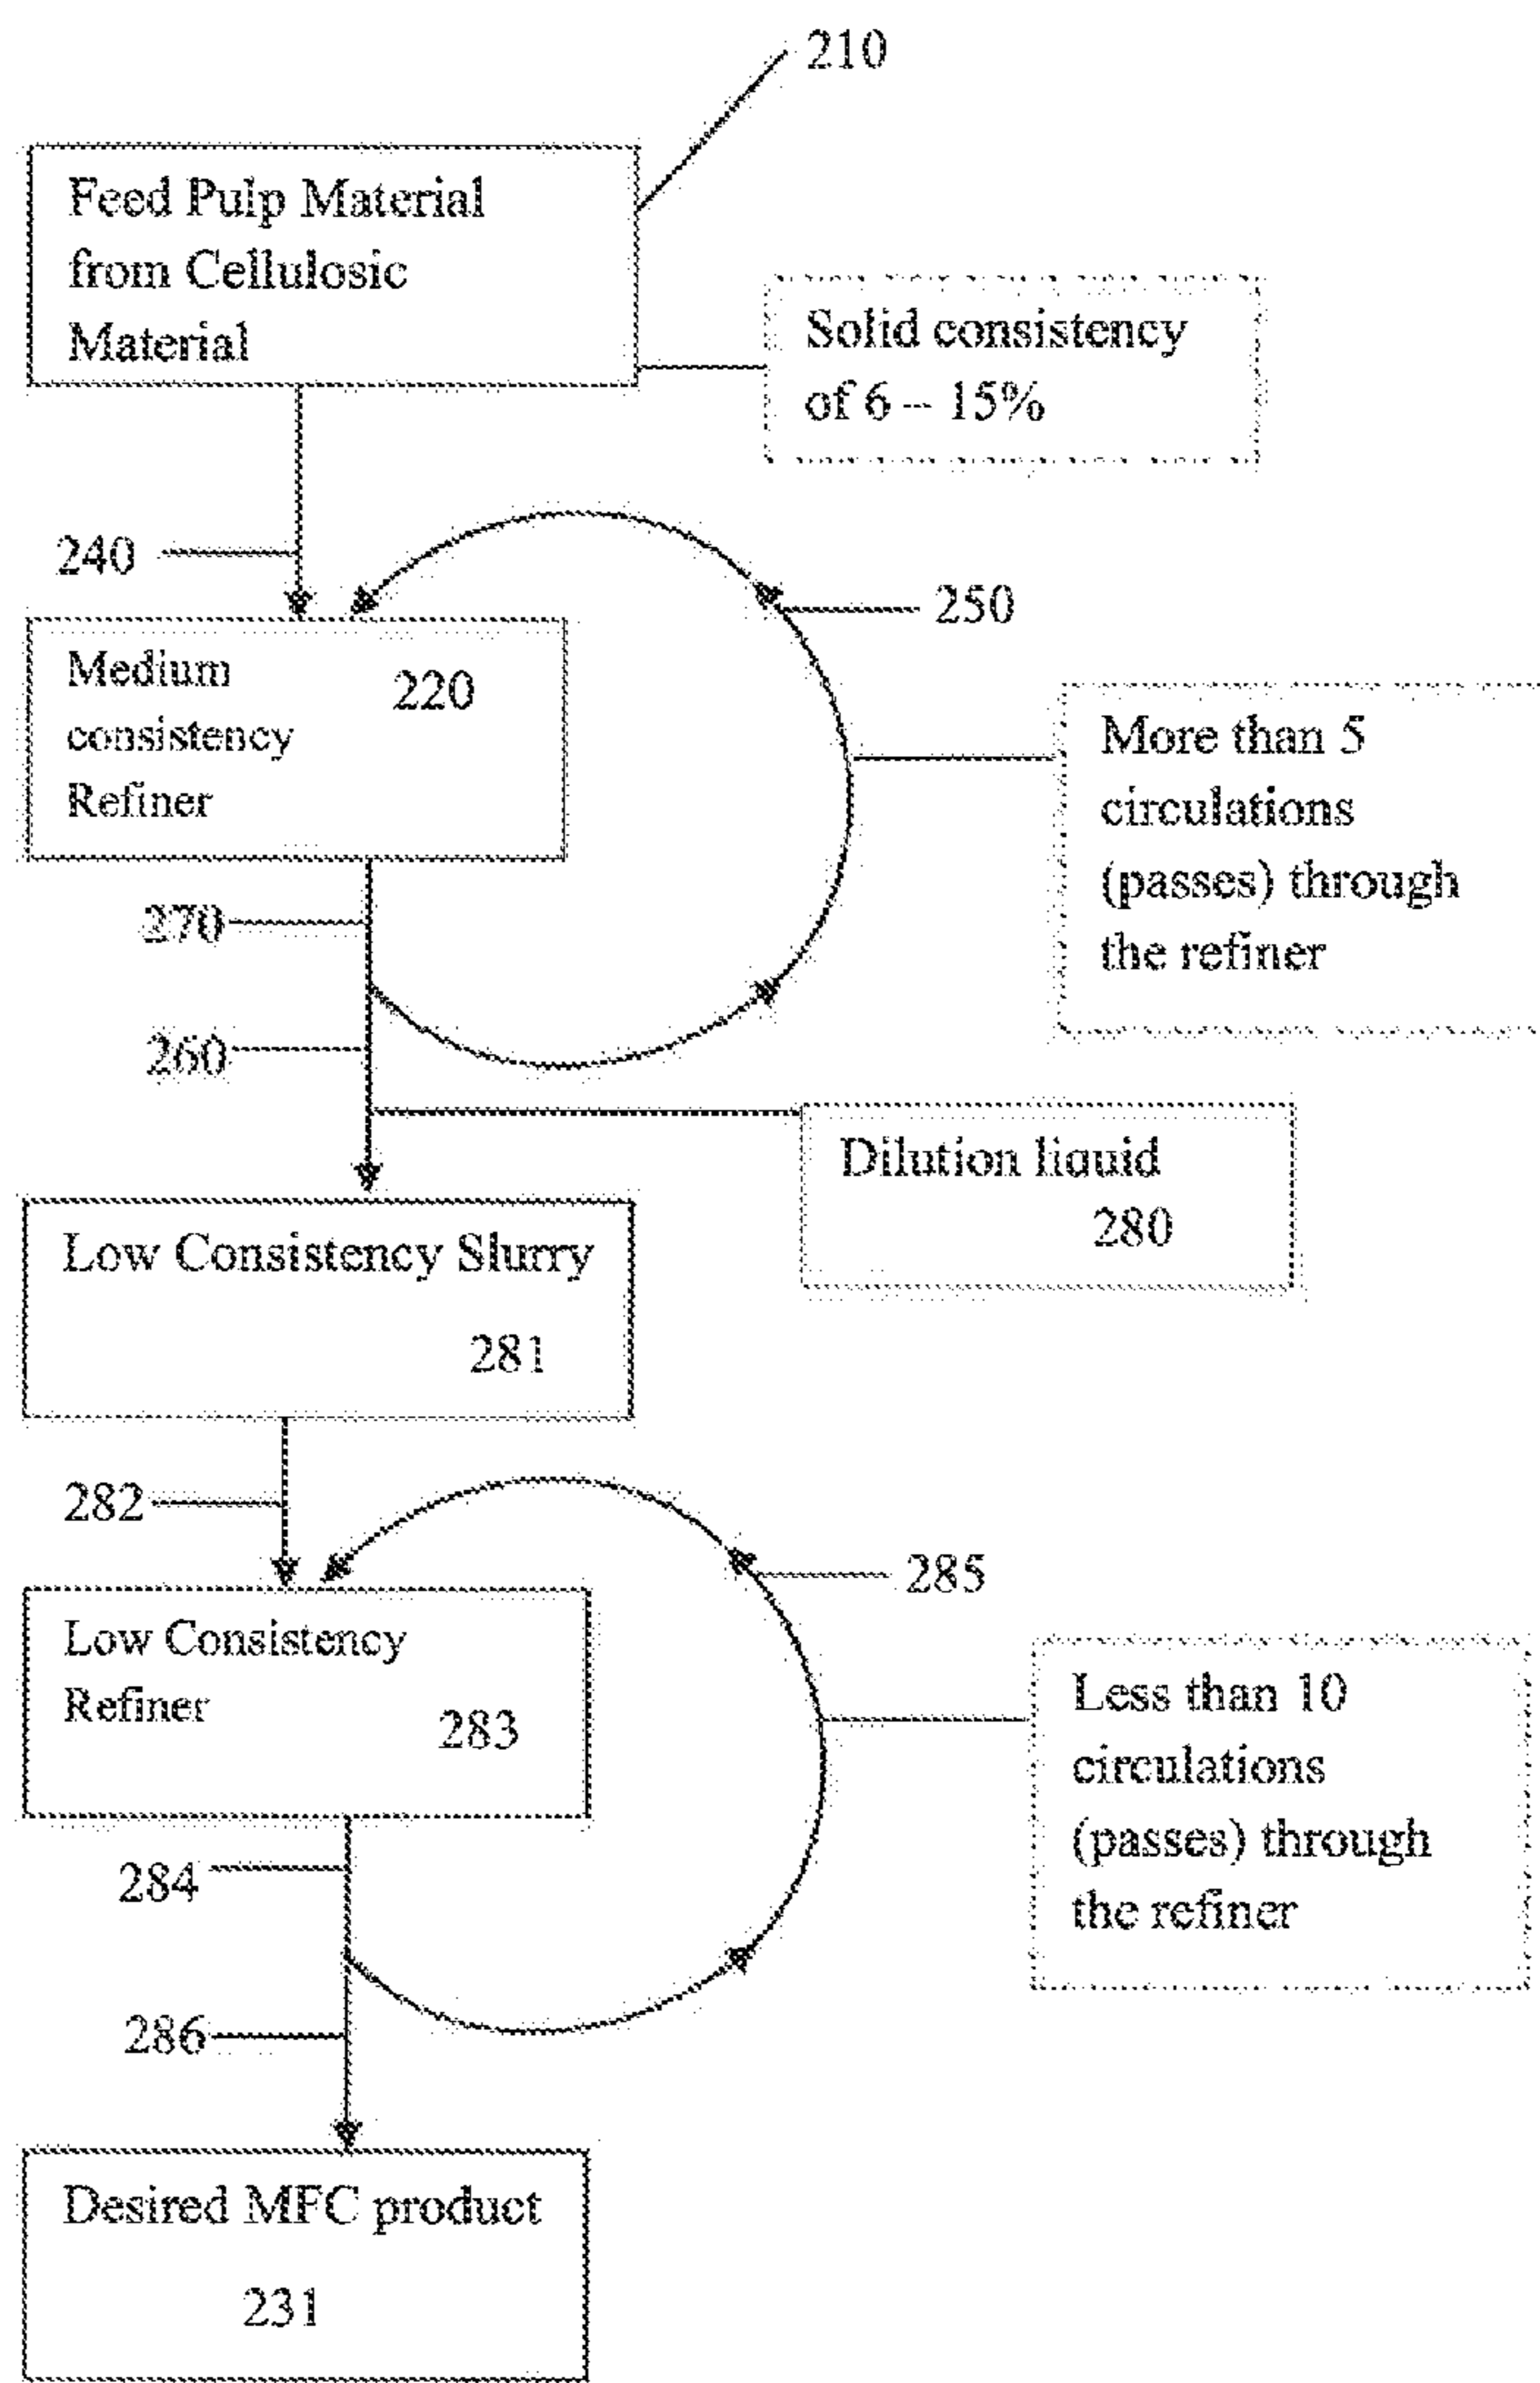 210
Feed Pulp Material
from Cellulosic
Material
Solid consistency
of 6 – 15%
240
250
Medium
consistency
Refiner
220
More than 5
circulations
(passes) through
the refiner
270
260
Dilution liquid
280
Low Consistency Slurry
281
282
285
Low Consistency
Refiner
283
Less than 10
circulations
(passes) through
the refiner
284
286
Desired MFC product
231